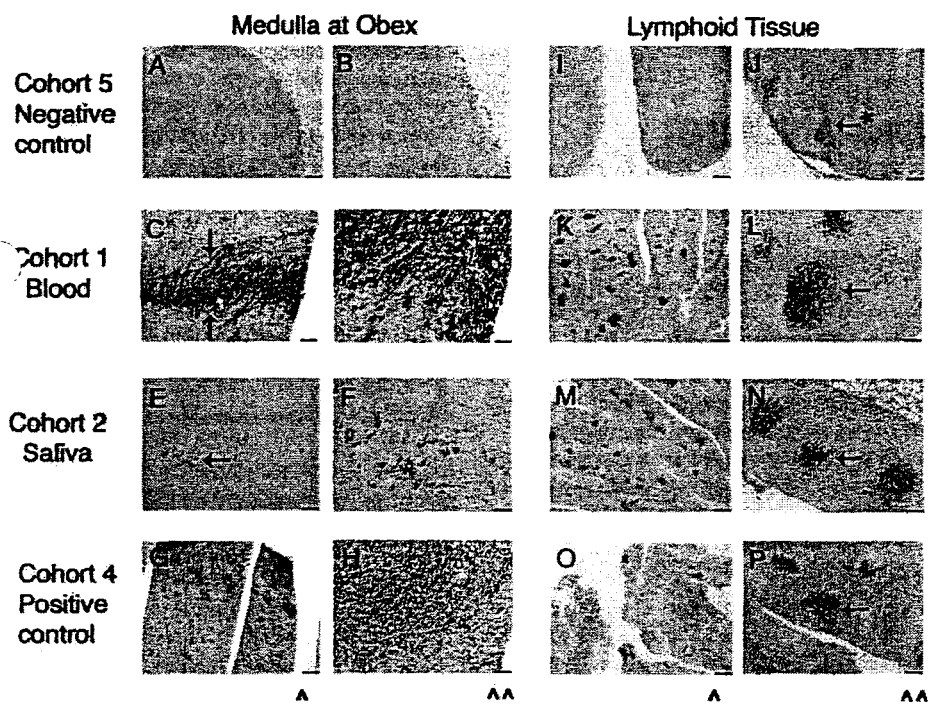 Medulla at Obex
Lymphoid Tissue
Cohort 5
Negative
control
A
B
I
J
*
Cohort 1
Blood
C
K
L
Cohort 2
Saliva
E
F
M
N
Cohort 4
Positive
control
G
H
O
P
^
^^
^
^^